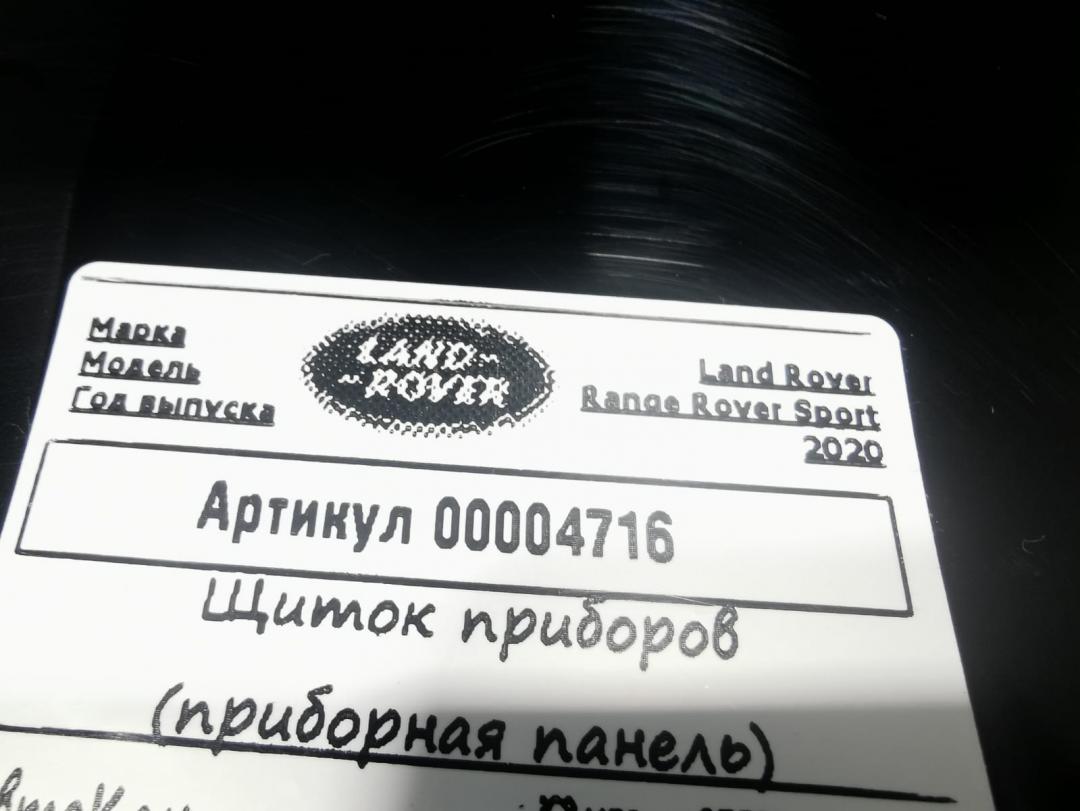 Марка
Модель
Год выпуска
LAND
ROVER
Land Rover
Range Rover Sport
2020
Артикул 00004716
Щиток приборов
(приборная панель)